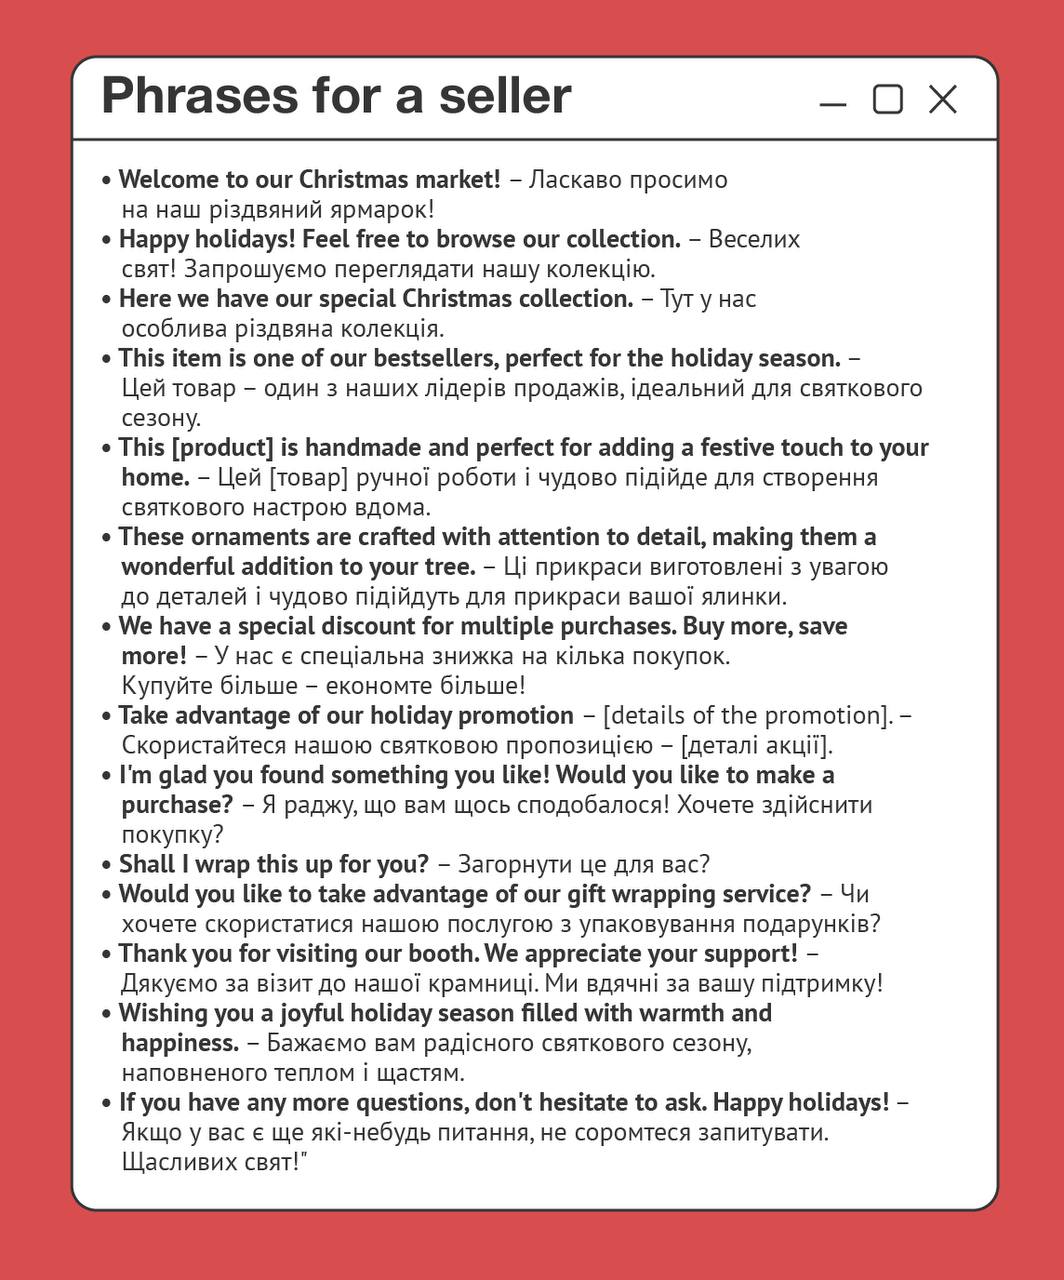 Phrases for a seller
• Welcome to our Christmas market! – Ласкаво просимо
на наш різдвяний ярмарок!
• Happy holidays! Feel free to browse our collection. – Веселих
свят! Запрошуємо переглядати нашу колекцію.
• Here we have our special Christmas collection. – Тут у нас
особлива різдвяна колекція.
• This item is one of our bestsellers, perfect for the holiday season. –
Цей товар – один з наших лідерів продажів, ідеальний для святкового
сезону.
• This [product] is handmade and perfect for adding a festive touch to your
home. – Цей [товар] ручної роботи і чудово підійде для створення
святкового настрою вдома.
• These ornaments are crafted with attention to detail, making them a
wonderful addition to your tree. – Ці прикраси виготовлені з увагою
до деталей і чудово підійдуть для прикраси вашої ялинки.
• We have a special discount for multiple purchases. Buy more, save
more! – У нас є спеціальна знижка на кілька покупок.
Купуйте більше – економте більше!
• Take advantage of our holiday promotion – [details of the promotion]. –
Скористайтеся нашою святковою пропозицією – [деталі акції].
• I'm glad you found something you like! Would you like to make a
purchase? – Я раджу, що вам щось сподобалося! Хочете здійснити
покупку?
• Shall I wrap this up for you? – Загорнути це для вас?
• Would you like to take advantage of our gift wrapping service? – Чи
хочете скористатися нашою послугою з упаковування подарунків?
• Thank you for visiting our booth. We appreciate your support! –
Дякуємо за візит до нашої крамниці. Ми вдячні за вашу підтримку!
• Wishing you a joyful holiday season filled with warmth and
happiness. – Бажаємо вам радісного святкового сезону,
наповненого теплом і щастям.
• If you have any more questions, don't hesitate to ask. Happy holidays! –
Якщо у вас є ще які-небудь питання, не соромтеся запитувати.
Щасливих свят!"